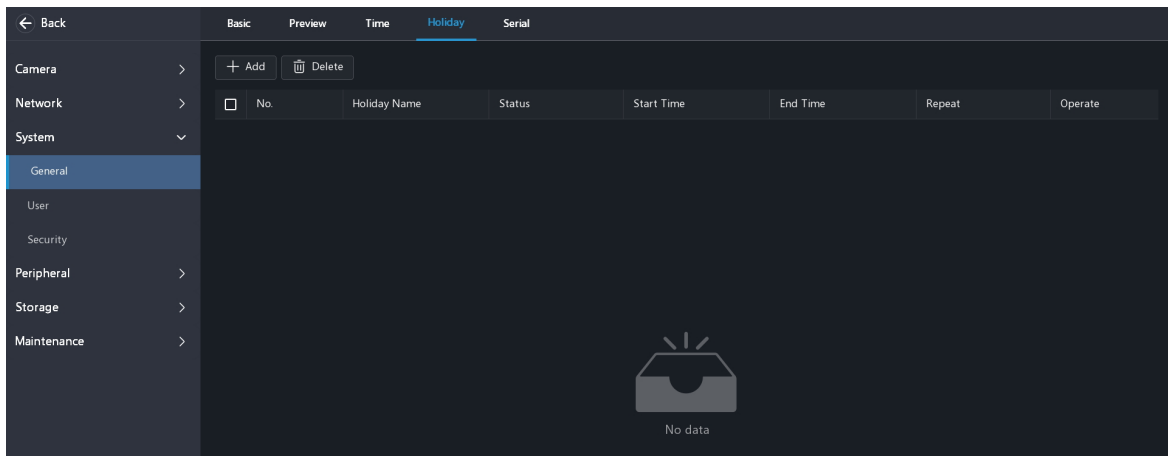 Back
Basic Preview Time Holiday Serial
Camera
Network
System
General
User
Security
Peripheral
Storage
Maintenance
Add Delete
No. Holiday Name Status Start Time End Time Repeat Operate
No data